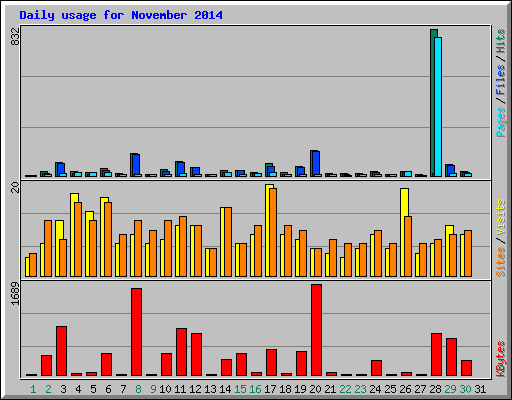 Daily usage for November 2014
832
Pages / Files / Hits
20
Sites / Visits
1689
KBytes
1 2 3 4 5 6 7 8 9 10 11 12 13 14 15 16 17 18 19 20 21 22 23 24 25 26 27 28 29 30 31